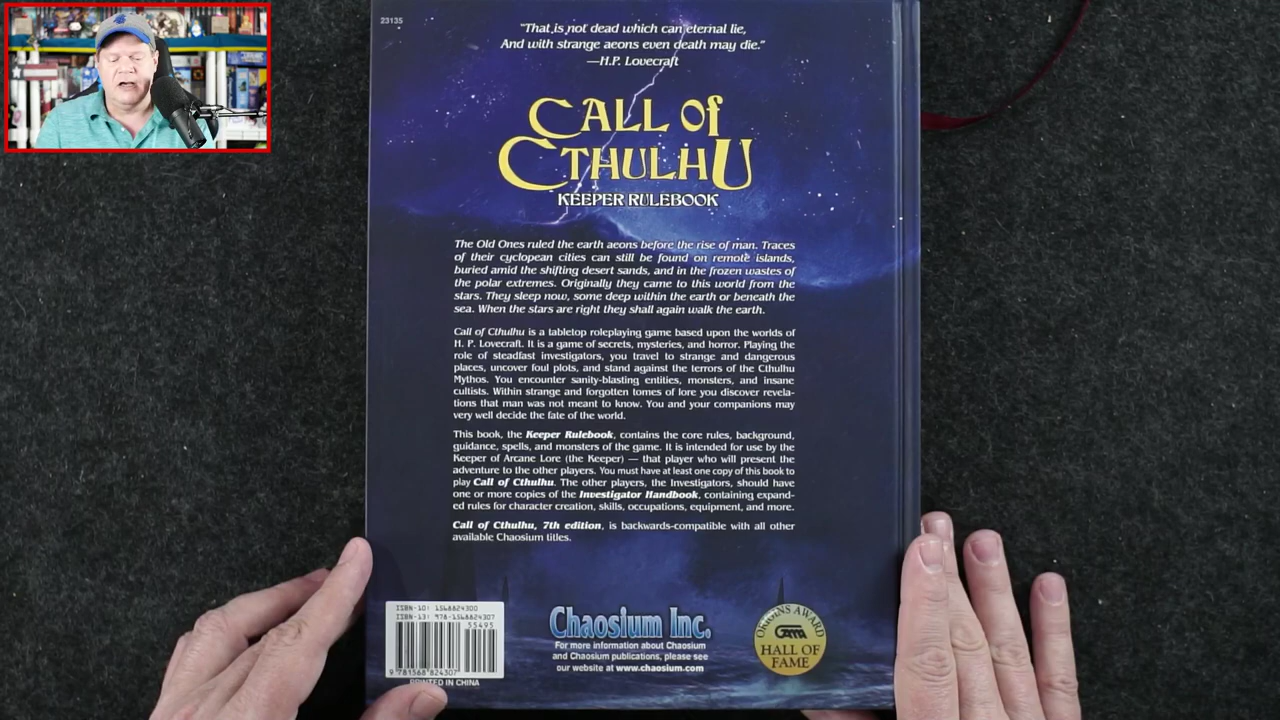 23135
"That is not dead which can eternal lie,
And with strange aeons even death may die."
—H.P. Lovecraft
CALL of
CTHULHU
KEEPER RULEBOOK
The Old Ones ruled the earth aeons before the rise of man. Traces
of their cyclopean cities can still be found on remote islands,
buried amid the shifting desert sands, and in the frozen wastes of
the polar extremes. Originally they came to this world from the
stars. They sleep now, some deep within the earth or beneath the
sea. When the stars are right they shall again walk the earth.
Call of Cthulhu is a tabletop roleplaying game based upon the worlds of
H. P. Lovecraft. It is a game of secrets, mysteries, and horror. Playing the
role of steadfast investigators, you travel to strange and dangerous
places, uncover foul plots, and stand against the terrors of the Cthulhu
Mythos. You encounter sanity-blasting entities, monsters, and insane
cultists. Within strange and forgotten tomes of lore you discover revela-
tions that man was not meant to know. You and your companions may
very well decide the fate of the world.
This book, the Keeper Rulebook, contains the core rules, background,
guidance, spells, and monsters of the game. It is intended for use by the
Keeper of Arcane Lore (the Keeper) — that player who will present the
adventure to the other players. You must have at least one copy of this book to
play Call of Cthulhu. The other players, the Investigators, should have
one or more copies of the Investigator Handbook, containing expand-
ed rules for character creation, skills, occupations, equipment, and more.
Call of Cthulhu, 7th edition, is backwards-compatible with all other
available Chaosium titles.
ISBN-10: 1568824300
ISBN-13: 978-1568824307
55495
9 781568 824307
PRINTED IN CHINA
Chaosium Inc.
For more information about Chaosium
and Chaosium publications, please see
our website at www.chaosium.com
ORIGINS AWARD
GAMA
HALL OF
FAME